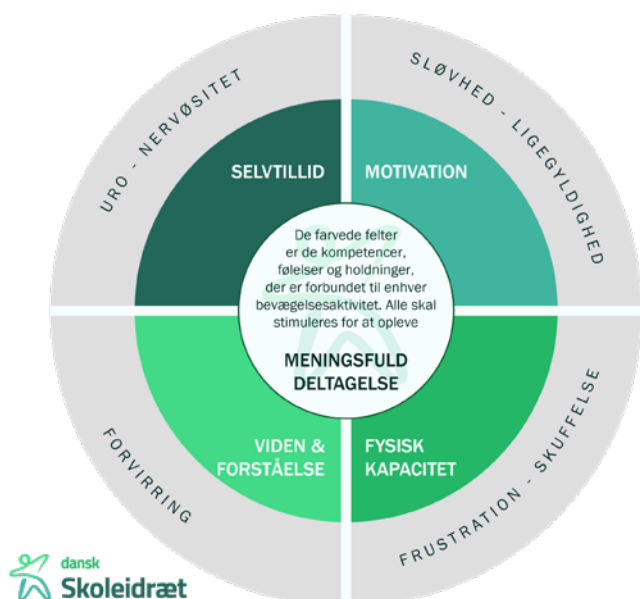 URO - NERVØSITET
SLØVHED - LIGEGYLDIGHED
SELVTILLID
MOTIVATION
De farvede felter
er de kompetencer,
følelser og holdninger,
der er forbundet til enhver
bevægelsesaktivitet. Alle skal
stimuleres for at opleve
MENINGSFULD
DELTAGELSE
VIDEN &
FORSTÅELSE
FYSISK
KAPACITET
FORVIRRING
FRUSTRATION - SKUFFELSE
dansk
Skoleidræt